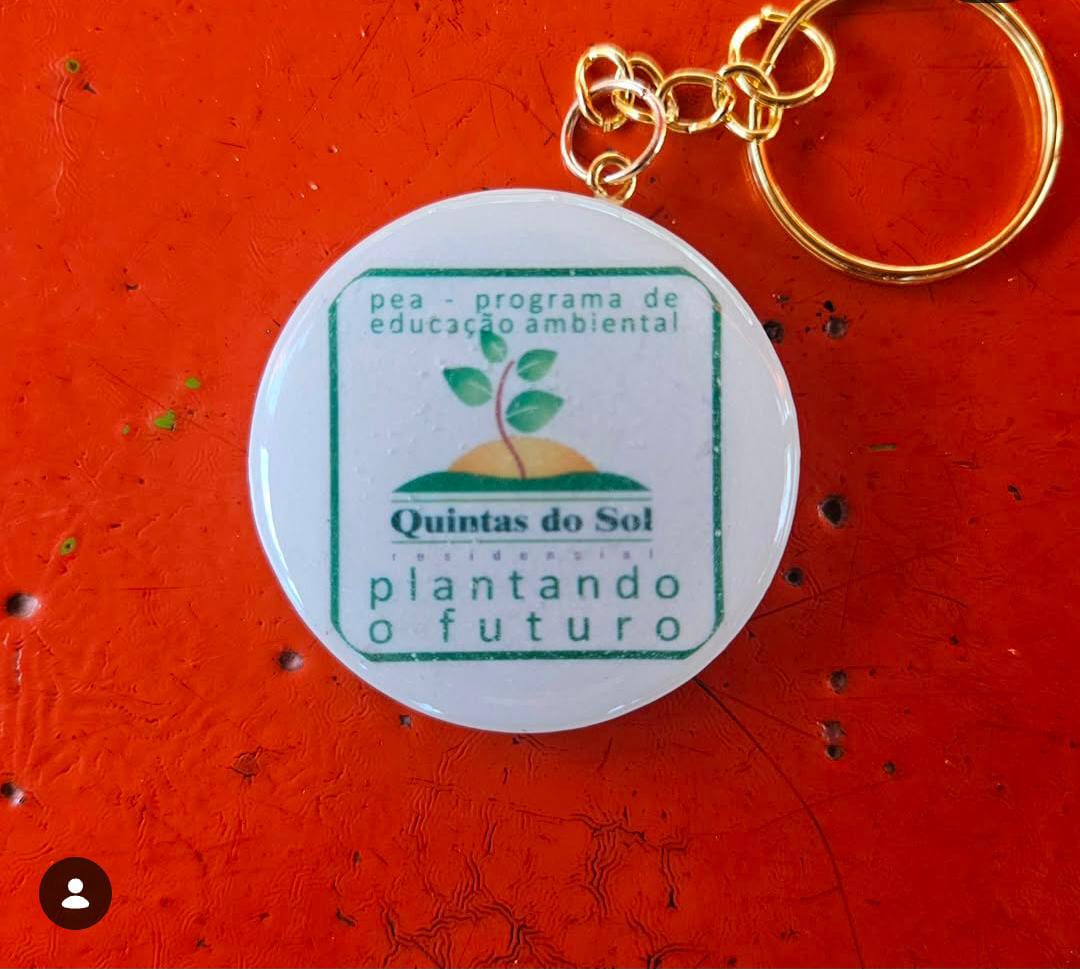 pea - programa de
educação ambiental
Quintas do Sol
residencial
plantando
o futuro